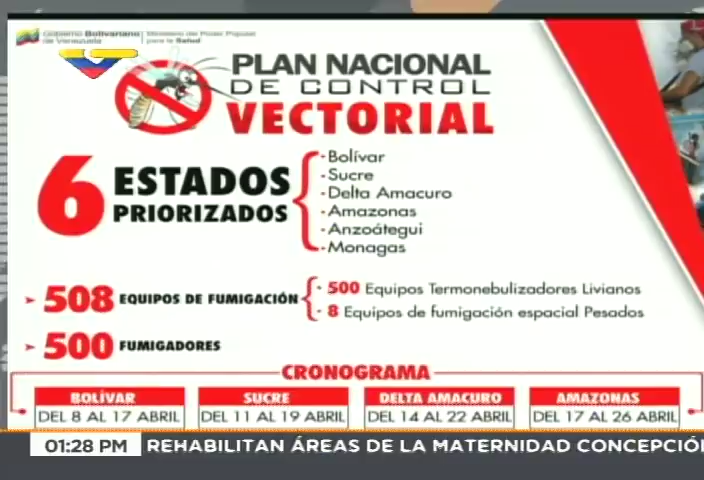 Gobierno Bolivariano de Venezuela
Ministerio del Poder Popular para la Salud
PLAN NACIONAL
DE CONTROL
VECTORIAL
6 ESTADOS PRIORIZADOS
- Bolívar
- Sucre
- Delta Amacuro
- Amazonas
- Anzoátegui
- Monagas
➢ 508 EQUIPOS DE FUMIGACIÓN
· 500 Equipos Termonebulizadores Livianos
· 8 Equipos de fumigación espacial Pesados
➢ 500 FUMIGADORES
CRONOGRAMA
BOLÍVAR
DEL 8 AL 17 ABRIL
SUCRE
DEL 11 AL 19 ABRIL
DELTA AMACURO
DEL 14 AL 22 ABRIL
AMAZONAS
DEL 17 AL 26 ABRIL
01:28 PM REHABILITAN ÁREAS DE LA MATERNIDAD CONCEPCIÓ